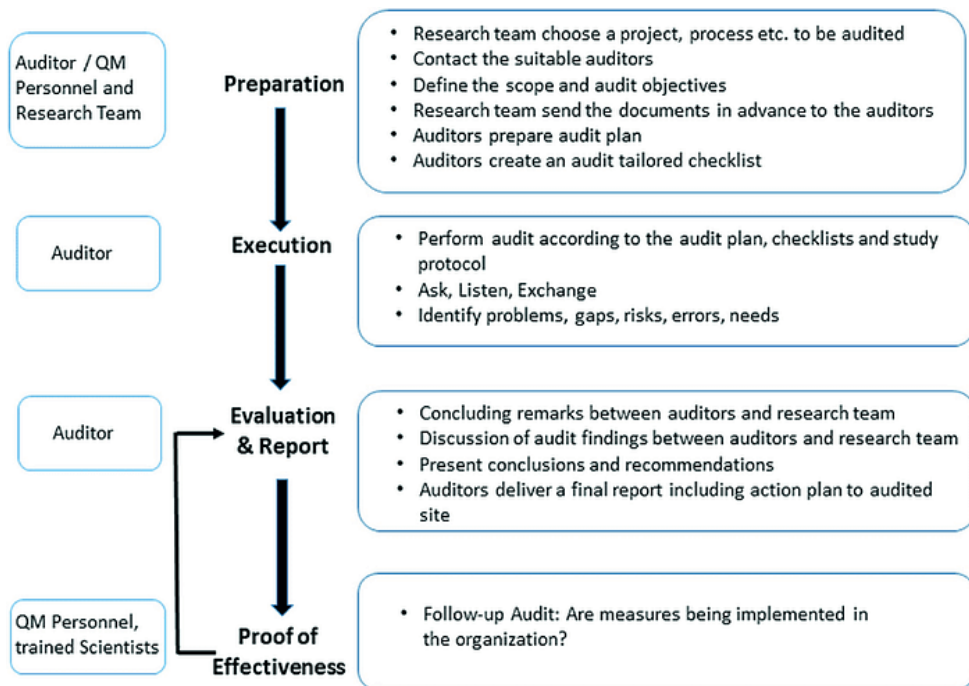 Auditor / QM
Personnel and
Research Team
Preparation
• Research team choose a project, process etc. to be audited
• Contact the suitable auditors
• Define the scope and audit objectives
• Research team send the documents in advance to the auditors
• Auditors prepare audit plan
• Auditors create an audit tailored checklist
Auditor
Execution
• Perform audit according to the audit plan, checklists and study
protocol
• Ask, Listen, Exchange
• Identify problems, gaps, risks, errors, needs
Auditor
Evaluation
& Report
• Concluding remarks between auditors and research team
• Discussion of audit findings between auditors and research team
• Present conclusions and recommendations
• Auditors deliver a final report including action plan to audited
site
QM Personnel,
trained Scientists
Proof of
Effectiveness
• Follow-up Audit: Are measures being implemented in
the organization?